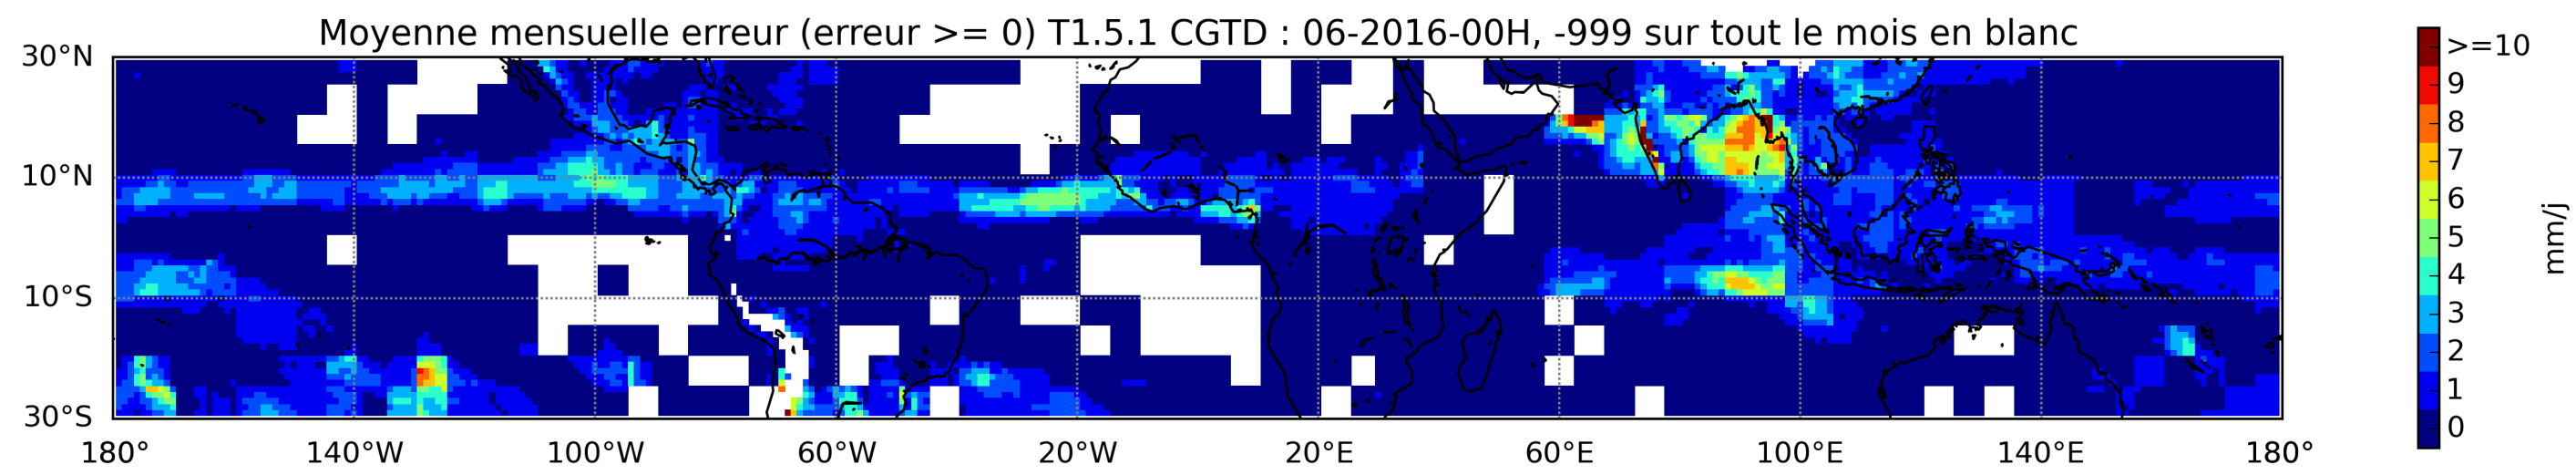 Moyenne mensuelle erreur (erreur >= 0) T1.5.1 CGTD : 06-2016-00H, -999 sur tout le mois en blanc
30°N
10°N
10°S
30°S
180° 140°W 100°W 60°W 20°W 20°E 60°E 100°E 140°E 180°
>=10
9
8
7
6
5
4
3
2
1
0
mm/j